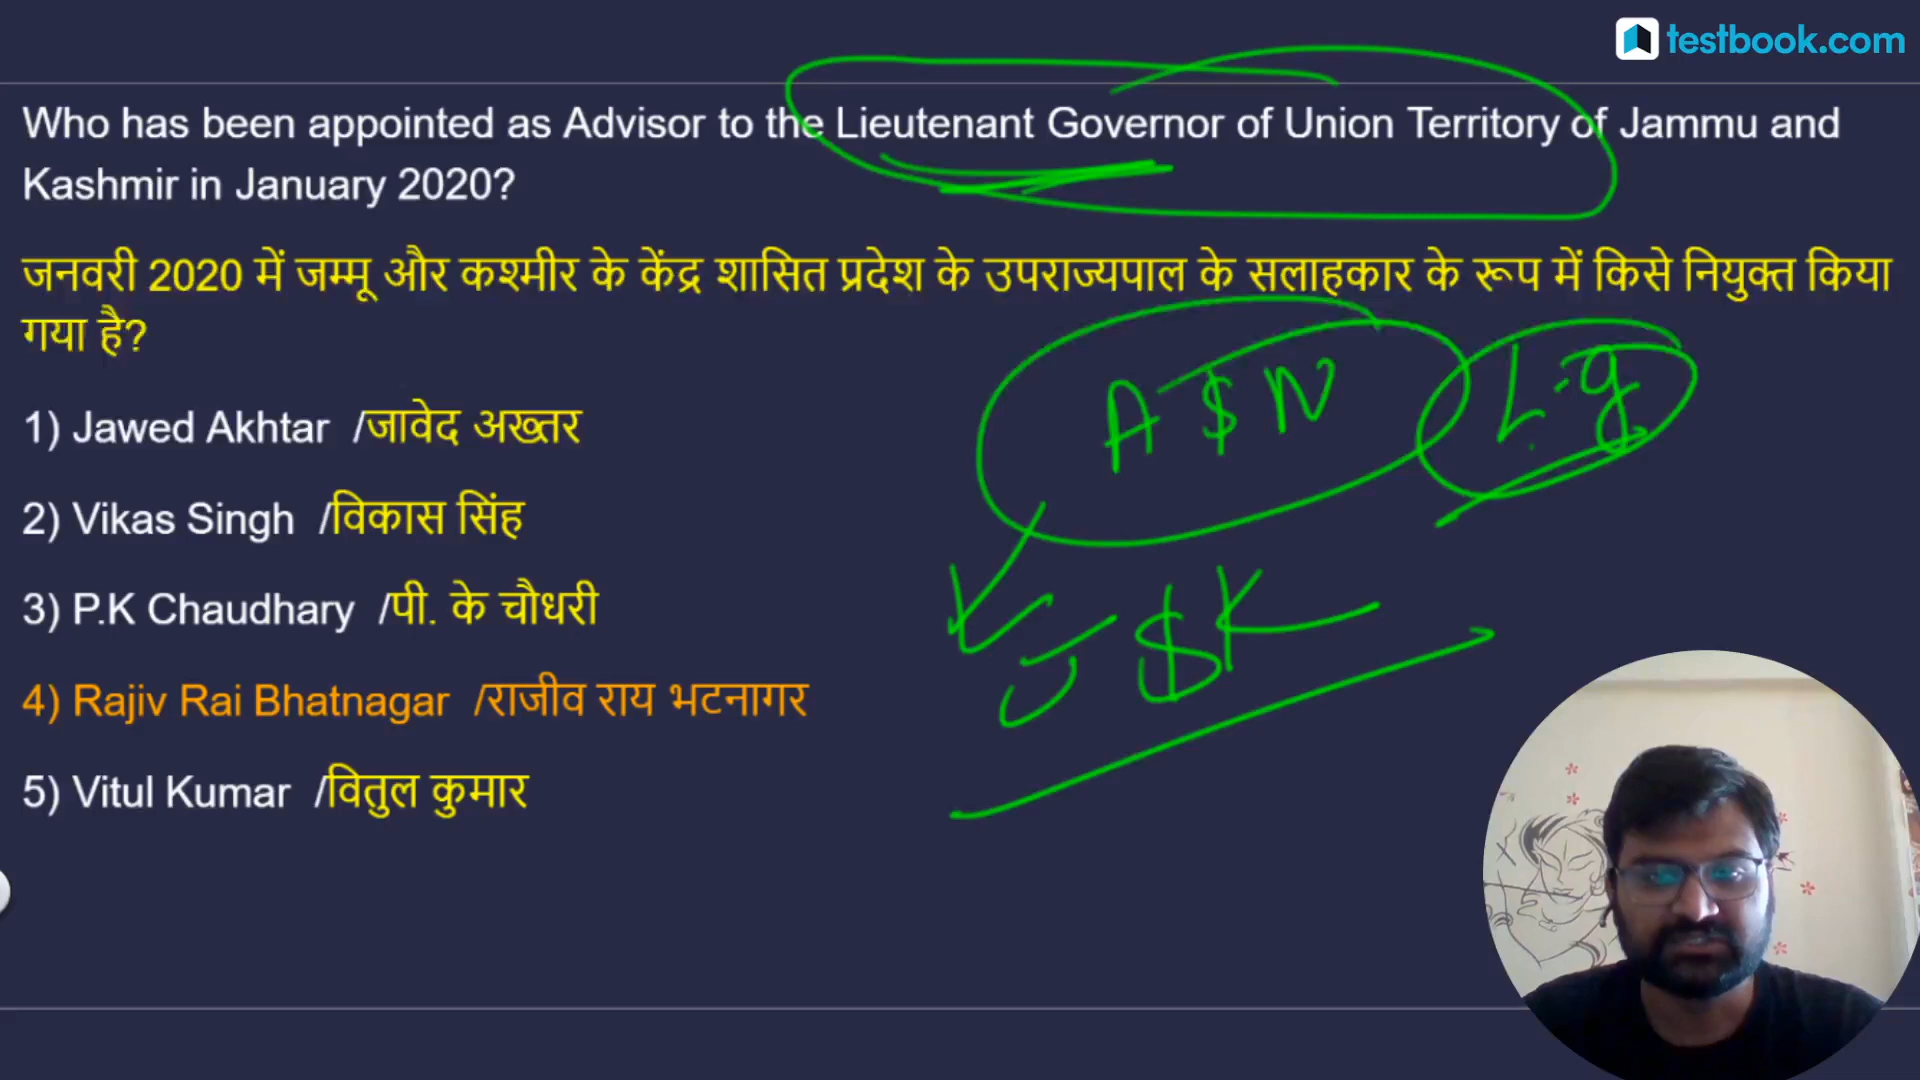 testbook.com
Who has been appointed as Advisor to the Lieutenant Governor of Union Territory of Jammu and
Kashmir in January 2020?
जनवरी 2020 में जम्मू और कश्मीर के केंद्र शासित प्रदेश के उपराज्यपाल के सलाहकार के रूप में किसे नियुक्त किया
गया है?
A $ N
L.g
1) Jawed Akhtar /जावेद अख्तर
2) Vikas Singh /विकास सिंह
3) P.K Chaudhary /पी. के चौधरी
J $ K
4) Rajiv Rai Bhatnagar /राजीव राय भटनागर
5) Vitul Kumar /वितुल कुमार